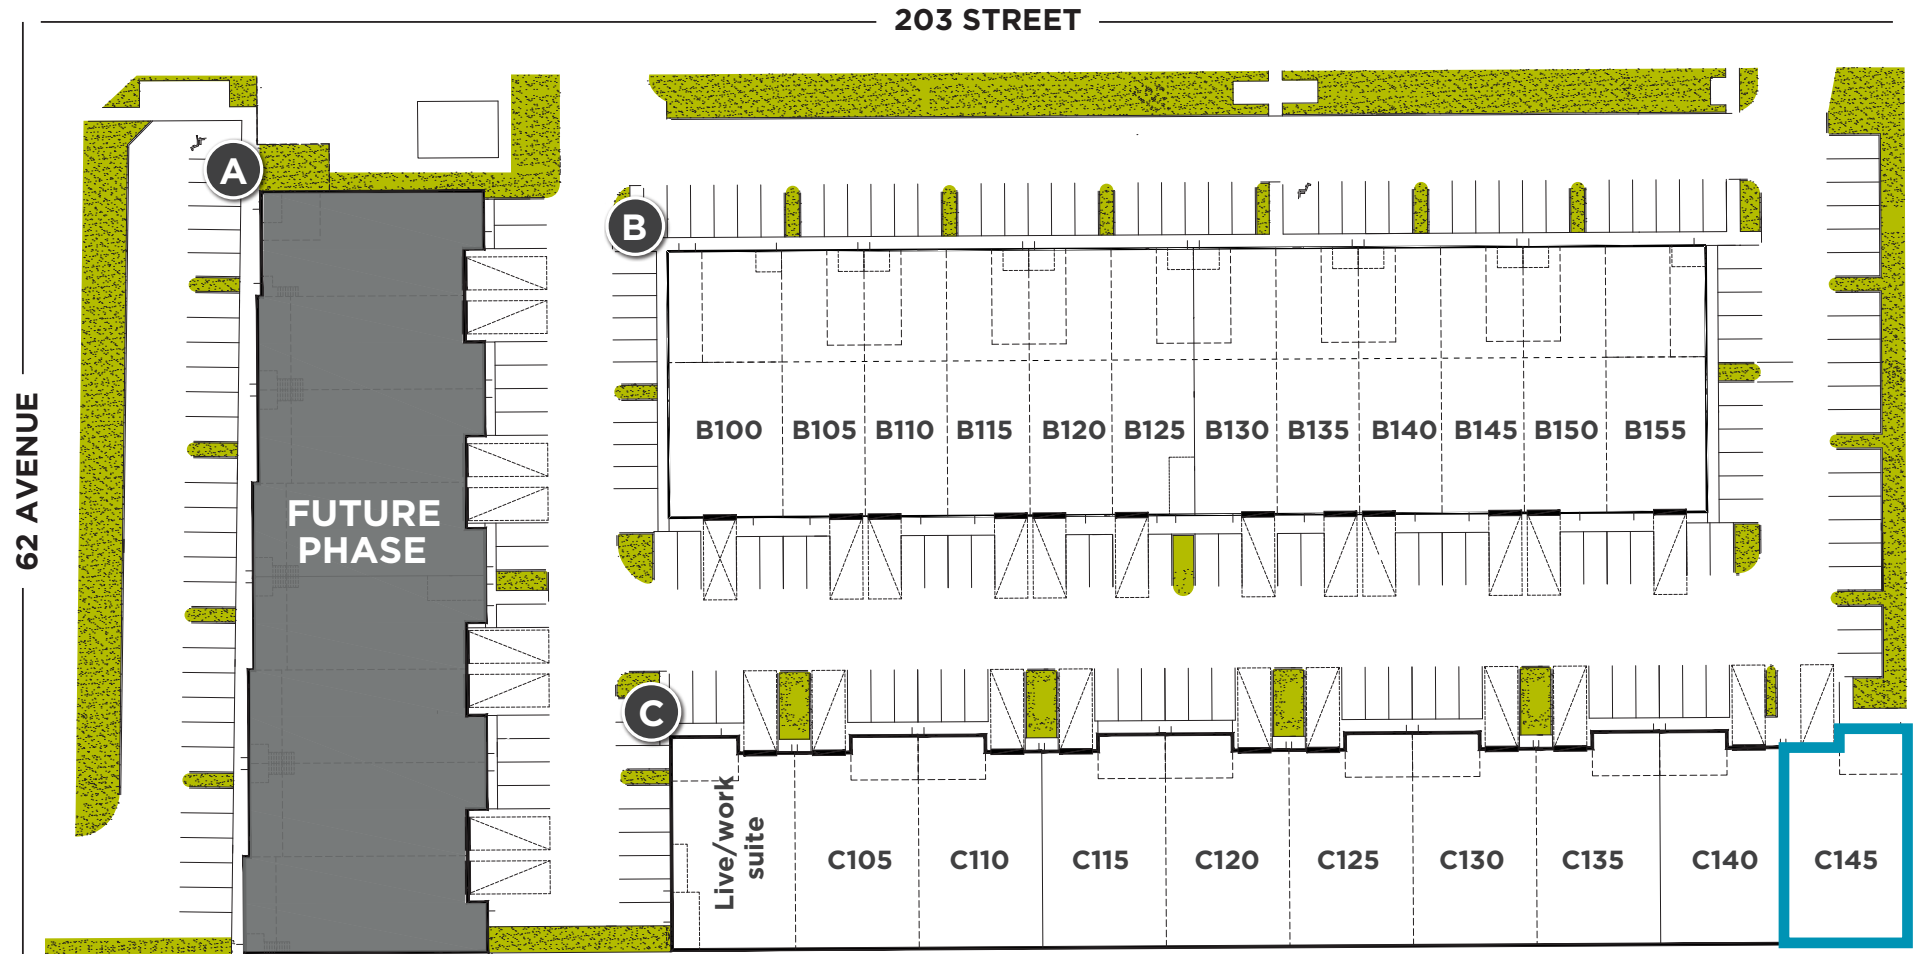 203 STREET
62 AVENUE
A
B
B100 B105 B110 B115 B120 B125 B130 B135 B140 B145 B150 B155
FUTURE
PHASE
C
Live/work
suite
C105 C110 C115 C120 C125 C130 C135 C140 C145